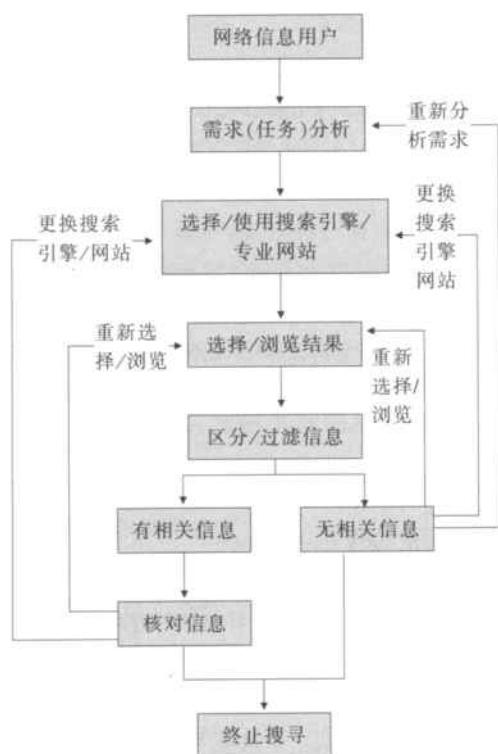 网络信息用户
需求(任务)分析
重新分
析需求
更换搜索
引擎/网站
选择/使用搜索引擎/
专业网站
更换
搜索
引擎
网站
重新选
择/浏览
选择/浏览结果
重新
选择/
浏览
区分/过滤信息
有相关信息
无相关信息
核对信息
终止搜寻